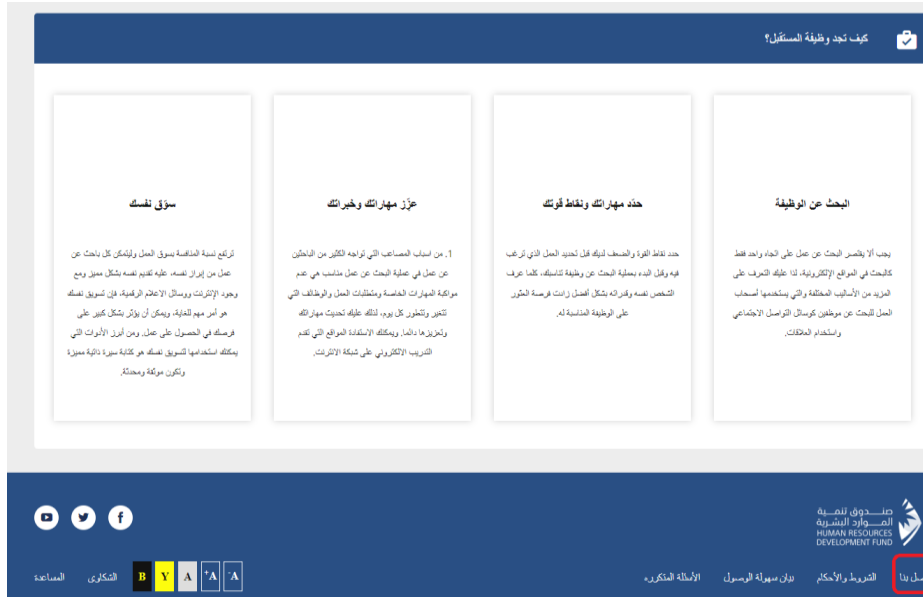 كيف تجد وظيفة المستقبل؟
البحث عن الوظيفة
يجب ألا يقتصر البحث عن عمل على اتجاه واحد فقط
كالبحث في المواقع الإلكترونية، لذا عليك التعرف على
المزيد من الأساليب المختلفة والتي يستخدمها أصحاب
العمل للبحث عن موظفين كوسائل التواصل الاجتماعي
واستخدام العلاقات.
حدّد مهاراتك ونقاط قوتك
حدد نقاط القوة والضعف لديك قبل تحديد العمل الذي ترغب
فيه وقبل البدء بعملية البحث عن وظيفة تناسبك، كلما عرف
الشخص نفسه وقدراته بشكل أفضل زادت فرصة العثور
على الوظيفة المناسبة له.
عزّز مهاراتك وخبراتك
1. من اسباب المصاعب التي تواجه الكثير من الباحثين
عن عمل في عملية البحث عن عمل مناسب هي عدم
مواكبة المهارات الخاصة ومتطلبات العمل والوظائف التي
تتغير وتتطور كل يوم، لذلك عليك تحديث مهاراتك
وتعزيزها دائما. ويمكنك الاستفادة المواقع التي تقدم
التدريب الالكتروني على شبكة الانترنت.
سوّق نفسك
ترتفع نسبة المنافسة بسوق العمل وليتمكن كل باحث عن
عمل من إبراز نفسه، عليه تقديم نفسه بشكل مميز ومع
وجود الإنترنت ووسائل الاعلام الرقمية، فإن تسويق نفسك
هو أمر مهم للغاية، ويمكن أن يؤثر بشكل كبير على
فرصك في الحصول على عمل. ومن أبرز الأدوات التي
يمكنك استخدامها لتسويق نفسك هو كتابة سيرة ذاتية مميزة
وتكون موثقة ومحدثة.
صندوق تنمية
الموارد البشرية
HUMAN RESOURCES
DEVELOPMENT FUND
بنا الشروط والأحكام بيان سهولة الوصول الأسئلة المتكرره A- A+ A Y B الشكاوى المساعدة